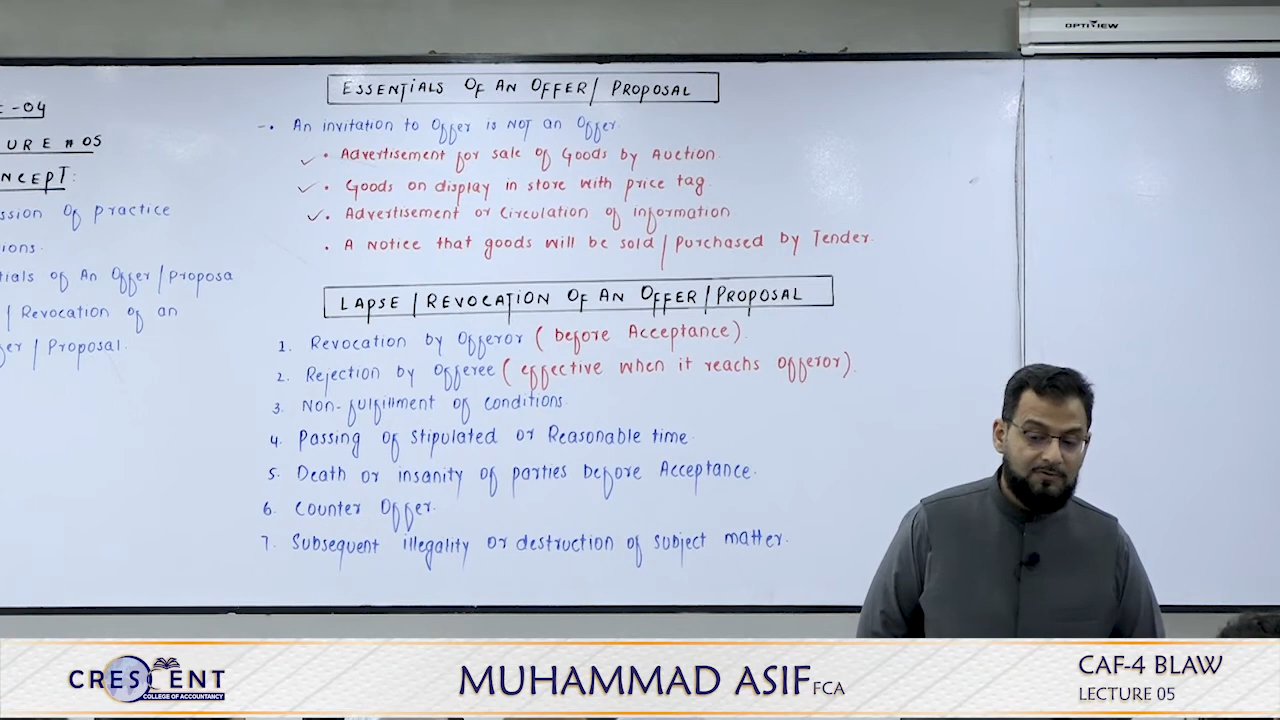 OPTIVIEW
E-04
URE # 05
NCEPT:
ssion Of practice
ions.
tials of An Offer/Proposa
/ Revocation of an
fer / Proposal.
ESSENTIALS OF AN OFFER/ PROPOSAL
-. An invitation to Offer is NOT an Offer.
✓ • Advertisement for sale of Goods by Auction.
✓ • Goods on display in store with price tag.
✓ • Advertisement or Circulation of information
• A Notice that goods will be sold/purchased by Tender.
LAPSE / REVOCATION OF AN OFFER/PROPOSAL
1. Revocation by Offeror ( before Acceptance).
2. Rejection by Offeree ( effective when it reachs offeror).
3. Non-fulfillment of conditions.
4. Passing of stipulated or Reasonable time.
5. Death or insanity of parties before Acceptance.
6. Counter Offer.
7. Subsequent illegality or destruction of subject matter.
CRESCENT
COLLEGE OF ACCOUNTANCY
MUHAMMAD ASIF FCA
CAF-4 BLAW
LECTURE 05